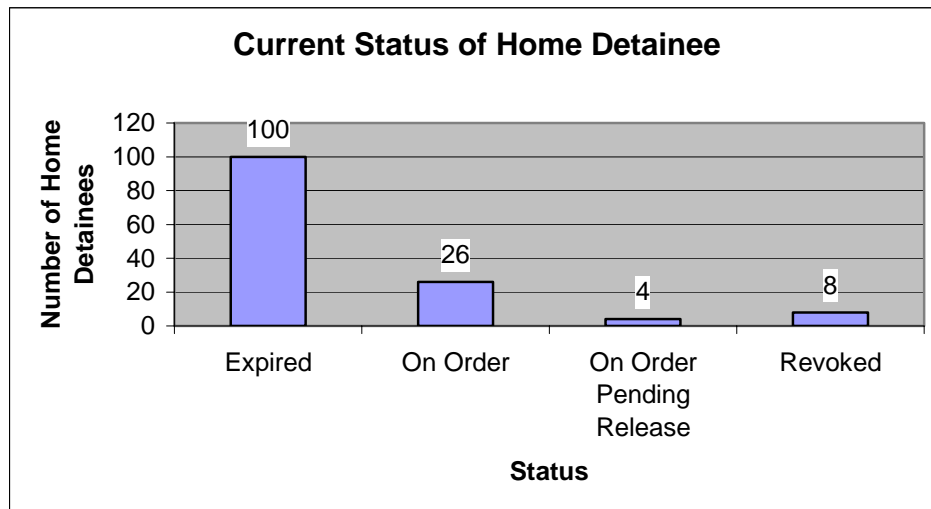 Current Status of Home Detainee
Number of Home
Detainees
120
100
80
60
40
20
0
100
26
4
8
Expired
On Order
On Order
Pending
Release
Revoked
Status